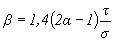 β = 1,4(2α − 1) τ/σ